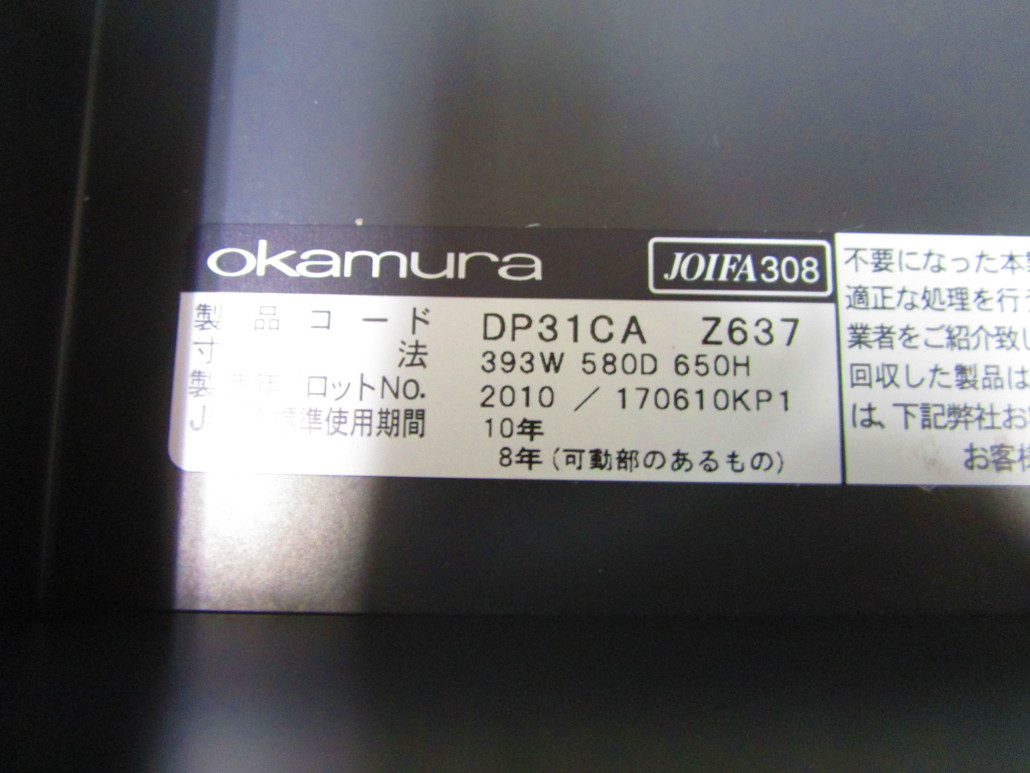 okamura
JOIFA308
製品コード DP31CA Z637
寸法 393W 580D 650H
製 年 ロットNO. 2010 / 170610KP1
J 標準使用期間 10年
8年(可動部のあるもの)
不要になった本
適正な処理を行
業者をご紹介致し
回収した製品は
は、下記弊社お
お客様